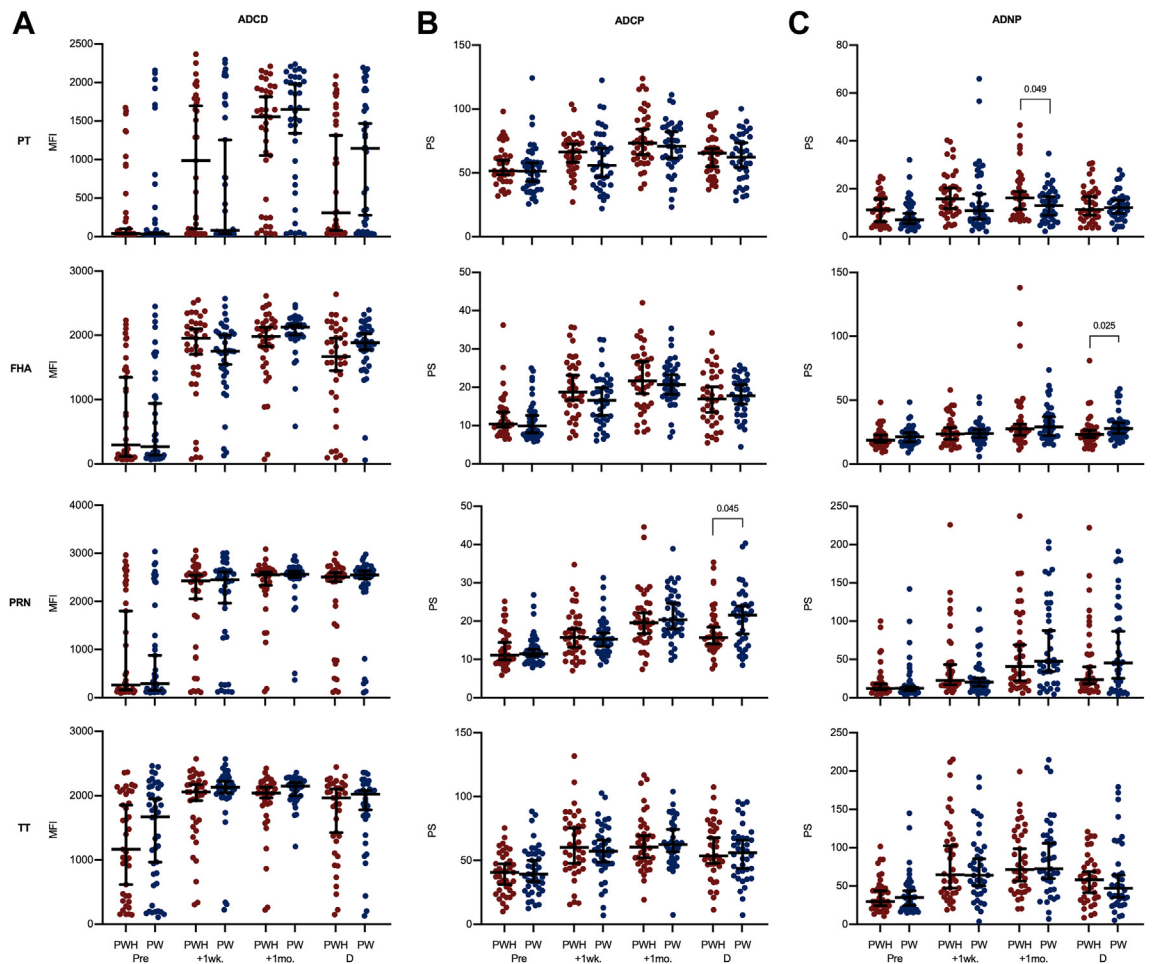 A ADCD B ADCP C ADNP
PT MFI 2500 2000 1500 1000 500 0
PS 150 100 50 0
PS 80 60 40 20 0
0.049
FHA MFI 3000 2000 1000 0
PS 50 40 30 20 10 0
PS 150 100 50 0
0.025
PRN MFI 4000 3000 2000 1000 0
PS 50 40 30 20 10 0
0.045
PS 250 200 150 100 50 0
TT MFI 3000 2000 1000 0
PS 150 100 50 0
PS 250 200 150 100 50 0
PWH PW PWH PW PWH PW PWH PW PWH PW PWH PW PWH PW PWH PW PWH PW PWH PW PWH PW PWH PW
Pre +1wk. +1mo. D Pre +1wk. +1mo. D Pre +1wk. +1mo. D